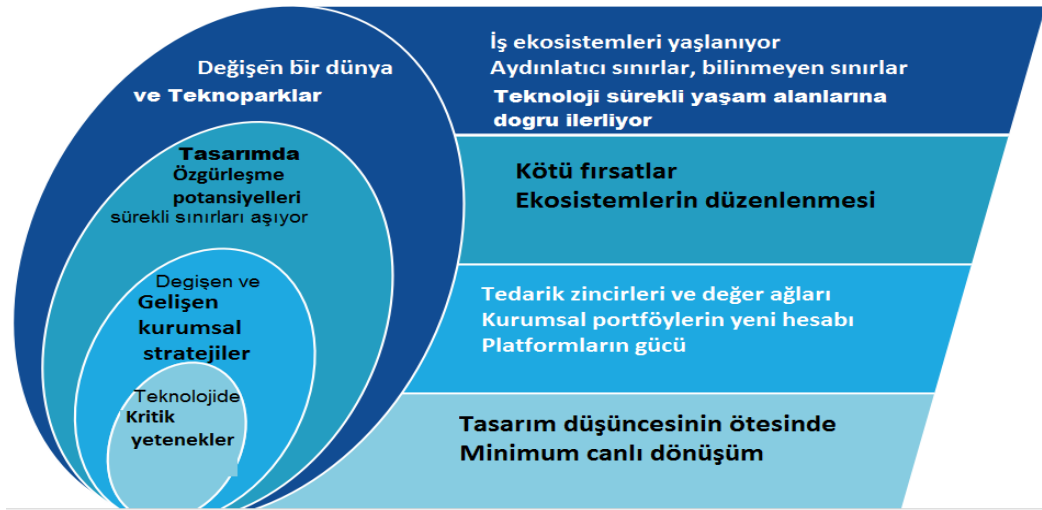 Değişen bir dünya
ve Teknoparklar
İş ekosistemleri yaşlanıyor
Aydınlatıcı sınırlar, bilinmeyen sınırlar
Teknoloji sürekli yaşam alanlarına
dogru ilerliyor
Tasarımda
Özgürleşme
potansiyelleri
sürekli sınırları aşıyor
Kötü fırsatlar
Ekosistemlerin düzenlenmesi
Degişen ve
Gelişen
kurumsal
stratejiler
Tedarik zincirleri ve değer ağları
Kurumsal portföylerin yeni hesabı
Platformların gücü
Teknolojide
Kritik
yetenekler
Tasarım düşüncesinin ötesinde
Minimum canlı dönüşüm